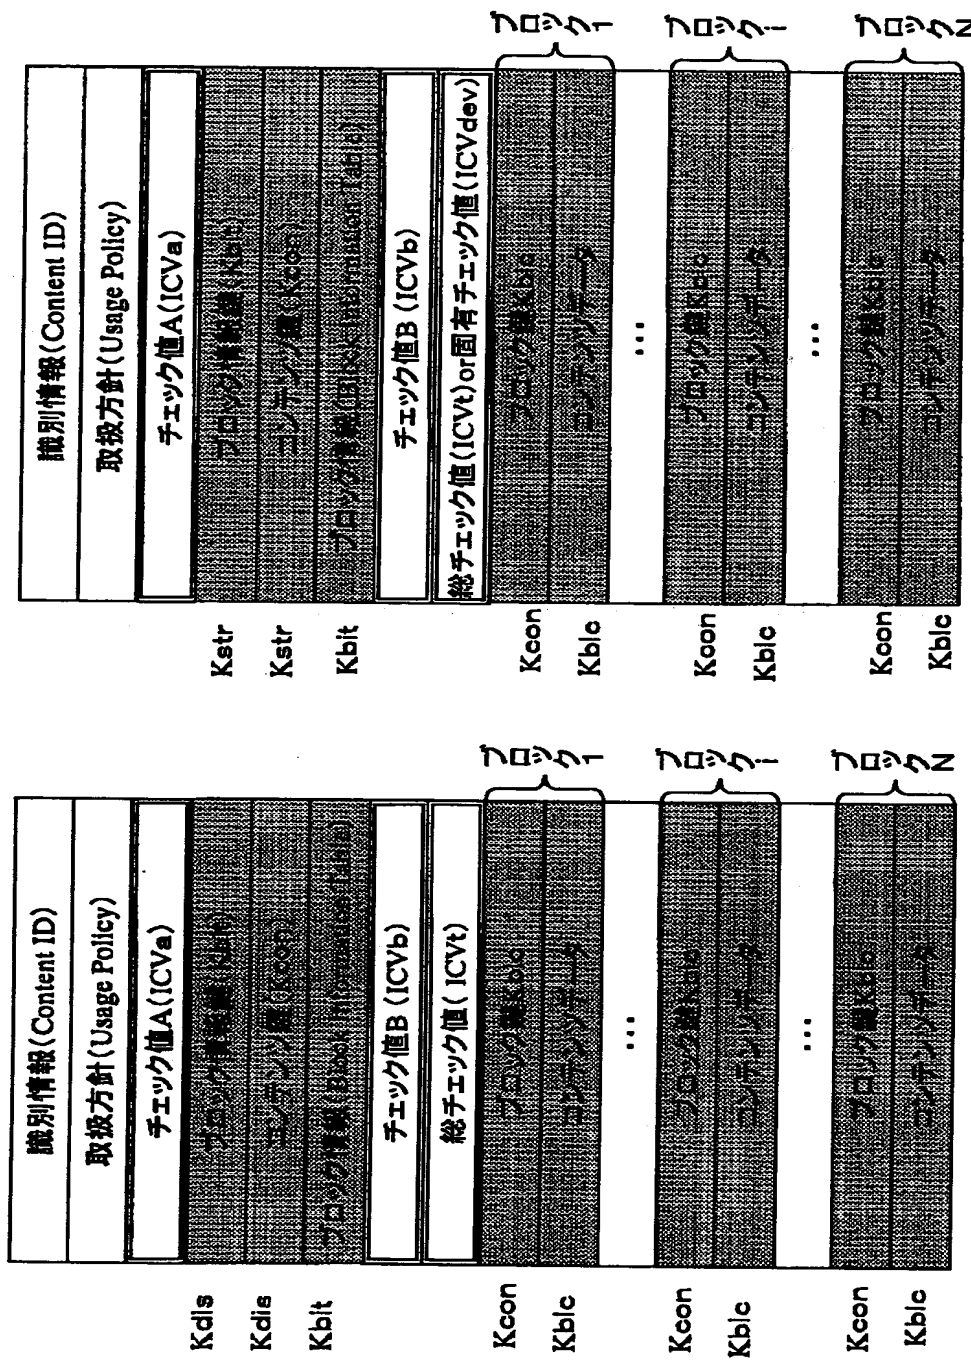 識別情報(Content ID)
取扱方針(Usage Policy)
チェック値A(ICVa)
Kdis
ブロック情報鍵(Kbit)
Kdis
コンテンツ鍵(Kcon)
Kbit
ブロック情報(Block Information Table)
チェック値B (ICVb)
総チェック値( ICVt)
Kcon
ブロック鍵Kblc
Kblc
コンテンツデータ
ブロック1
...
Kcon
ブロック鍵Kblc
Kblc
コンテンツデータ
ブロックi
...
Kcon
ブロック鍵Kblc
Kblc
コンテンツデータ
ブロックN
識別情報(Content ID)
取扱方針(Usage Policy)
チェック値A(ICVa)
Kstr
ブロック情報鍵(Kbit)
Kstr
コンテンツ鍵(Kcon)
Kbit
ブロック情報(Block Information Table)
チェック値B (ICVb)
総チェック値(ICVt)or固有チェック値(ICVdev)
Kcon
ブロック鍵Kblc
Kblc
コンテンツデータ
ブロック1
...
Kcon
ブロック鍵Kblc
Kblc
コンテンツデータ
ブロックi
...
Kcon
ブロック鍵Kblc
Kblc
コンテンツデータ
ブロックN